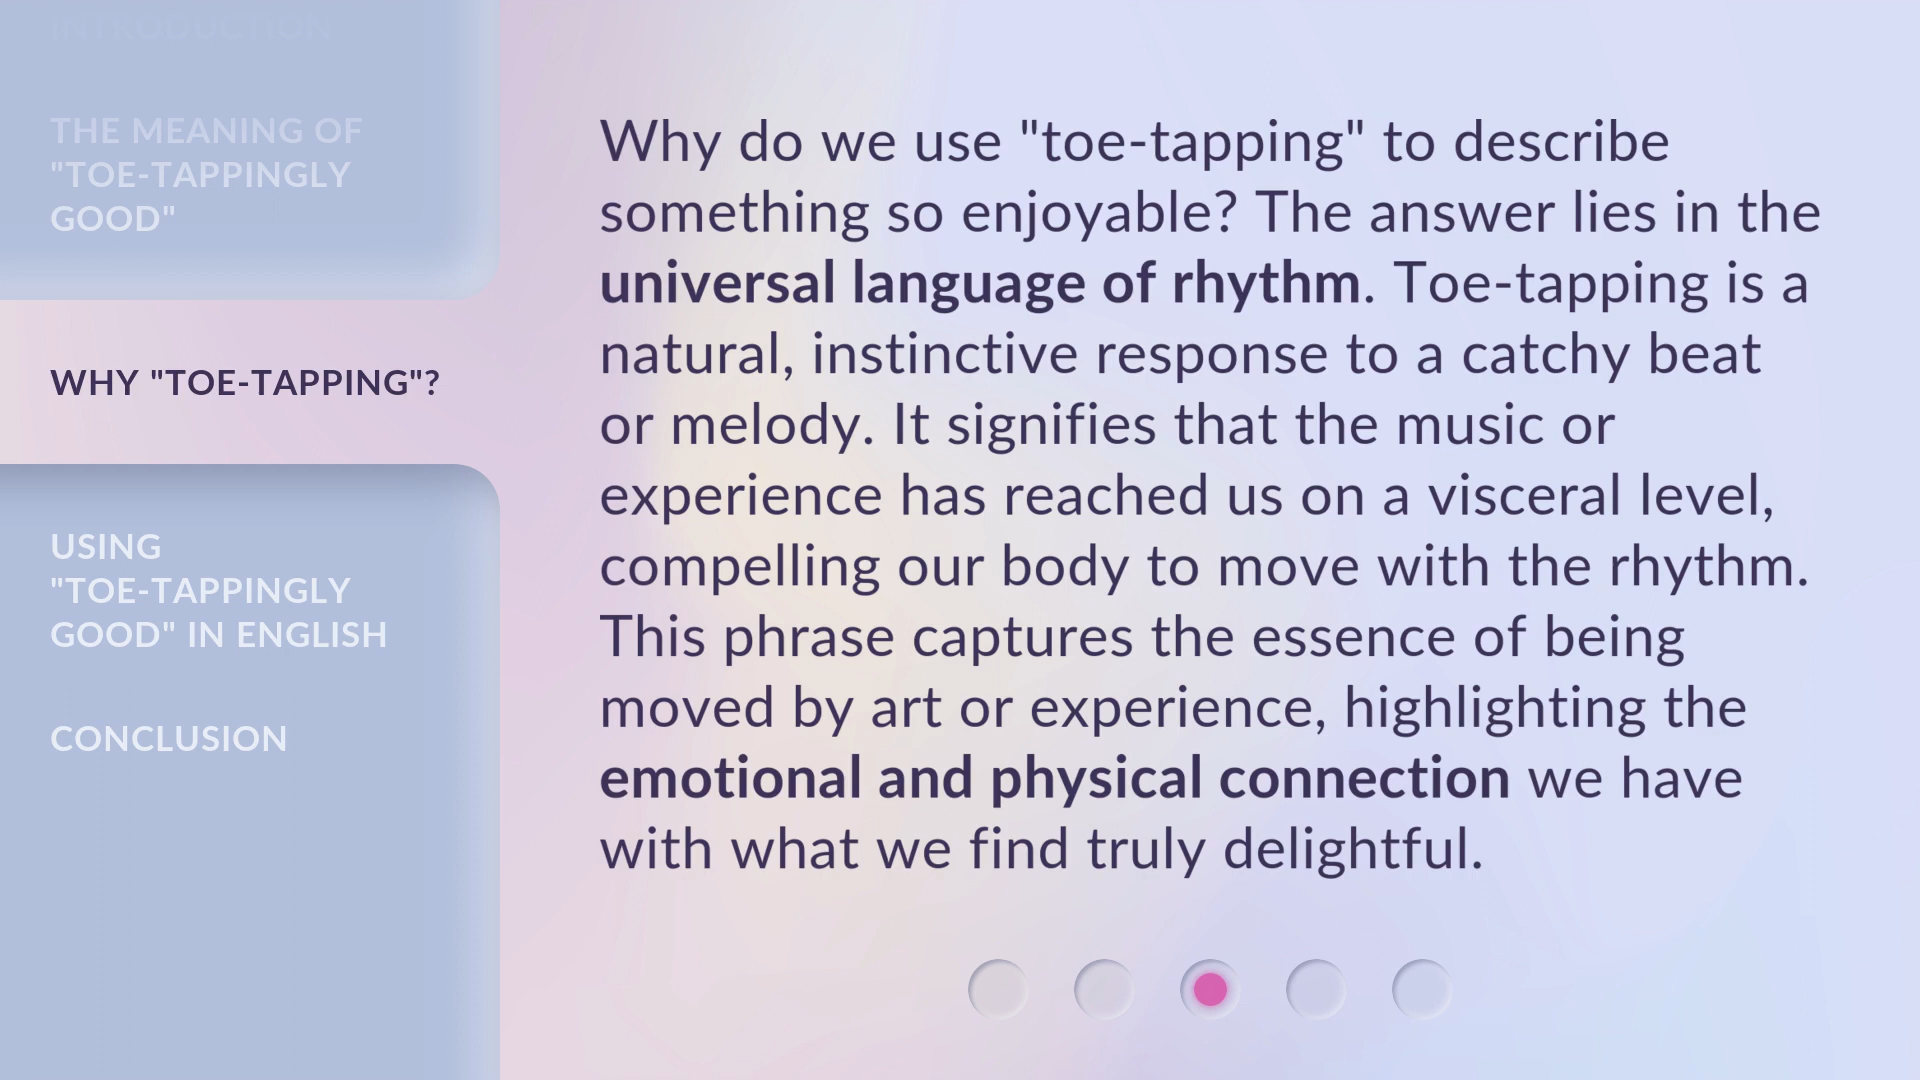 INTRODUCTION
THE MEANING OF
"TOE-TAPPINGLY
GOOD"
WHY "TOE-TAPPING"?
USING
"TOE-TAPPINGLY
GOOD" IN ENGLISH
CONCLUSION
Why do we use "toe-tapping" to describe
something so enjoyable? The answer lies in the
universal language of rhythm. Toe-tapping is a
natural, instinctive response to a catchy beat
or melody. It signifies that the music or
experience has reached us on a visceral level,
compelling our body to move with the rhythm.
This phrase captures the essence of being
moved by art or experience, highlighting the
emotional and physical connection we have
with what we find truly delightful.